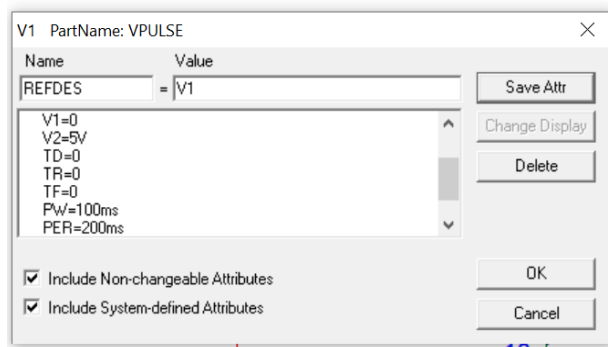 V1 PartName: VPULSE
Name Value
REFDES = V1
Save Attr
V1=0
V2=5V
TD=0
TR=0
TF=0
PW=100ms
PER=200ms
Change Display
Delete
Include Non-changeable Attributes
Include System-defined Attributes
OK
Cancel